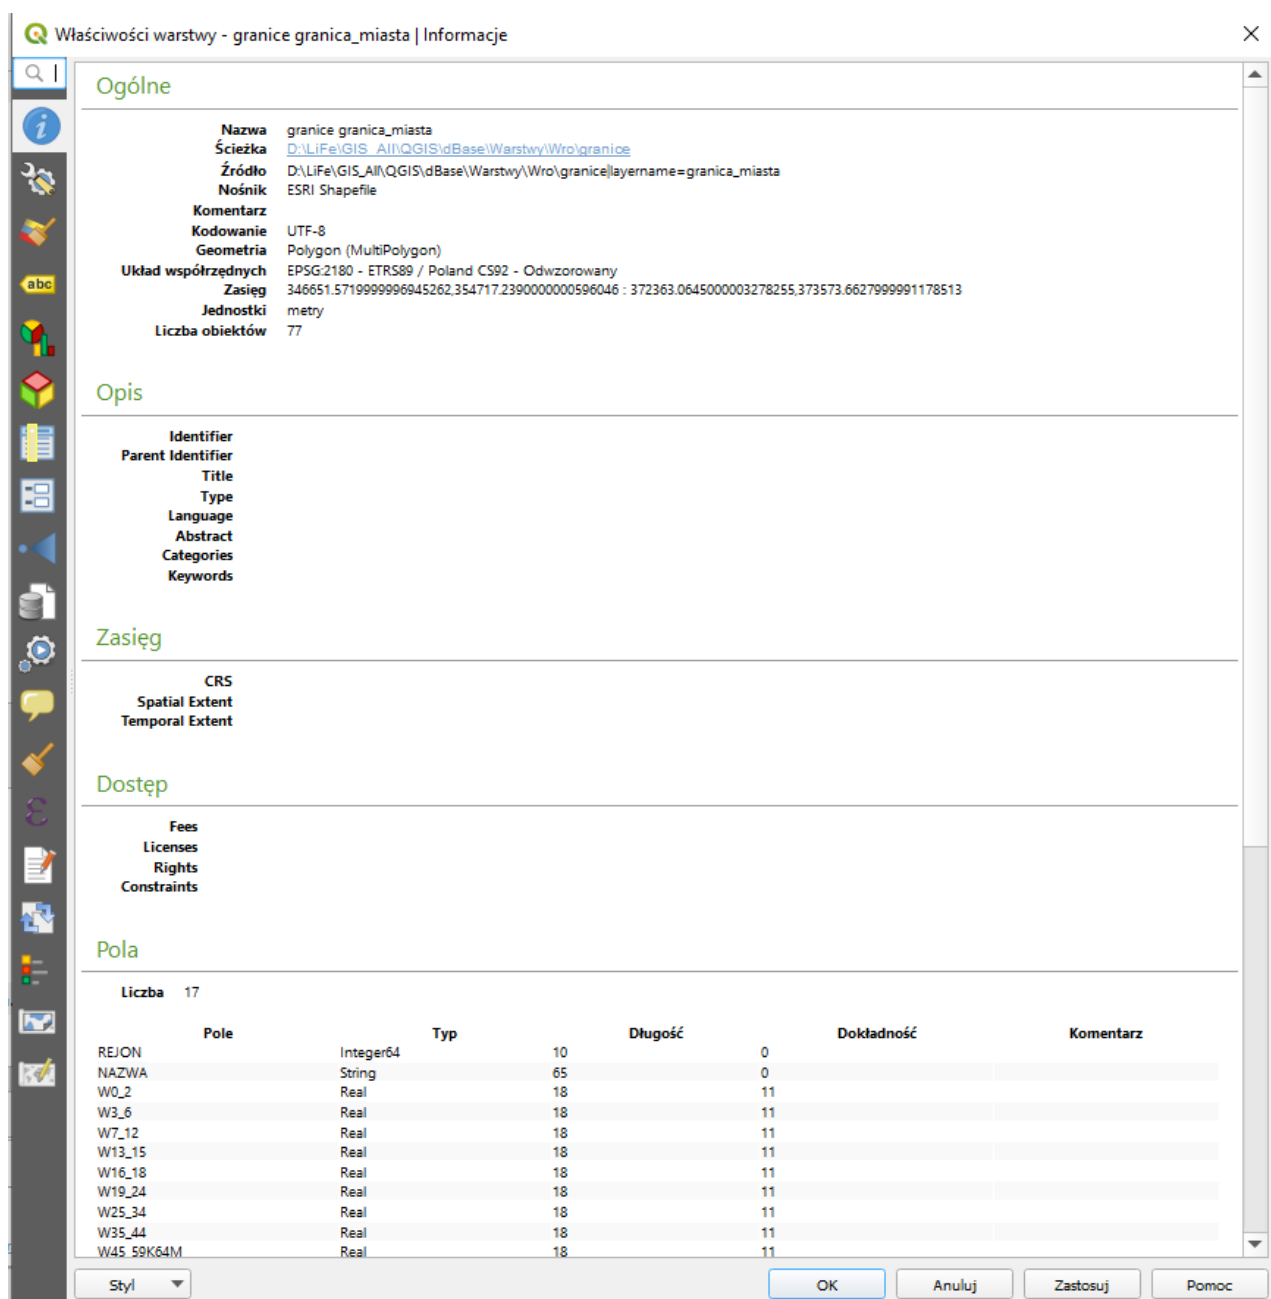 Właściwości warstwy - granice granica_miasta | Informacje
Ogólne
Nazwa granice granica_miasta
Ścieżka D:\LiFe\GIS_All\QGIS\dBase\Warstwy\Wro\granice
Źródło D:\LiFe\GIS_All\QGIS\dBase\Warstwy\Wro\granice|layername=granica_miasta
Nośnik ESRI Shapefile
Komentarz
Kodowanie UTF-8
Geometria Polygon (MultiPolygon)
Układ współrzędnych EPSG:2180 - ETRS89 / Poland CS92 - Odwzorowany
Zasięg 346651.5719999996945262,354717.2390000000596046 : 372363.0645000003278255,373573.6627999991178513
Jednostki metry
Liczba obiektów 77
Opis
Identifier
Parent Identifier
Title
Type
Language
Abstract
Categories
Keywords
Zasięg
CRS
Spatial Extent
Temporal Extent
Dostęp
Fees
Licenses
Rights
Constraints
Pola
Liczba 17
Pole Typ Długość Dokładność Komentarz
REJON Integer64 10 0
NAZWA String 65 0
W0_2 Real 18 11
W3_6 Real 18 11
W7_12 Real 18 11
W13_15 Real 18 11
W16_18 Real 18 11
W19_24 Real 18 11
W25_34 Real 18 11
W35_44 Real 18 11
W45_59K64M Real 18 11
abc
Styl OK Anuluj Zastosuj Pomoc